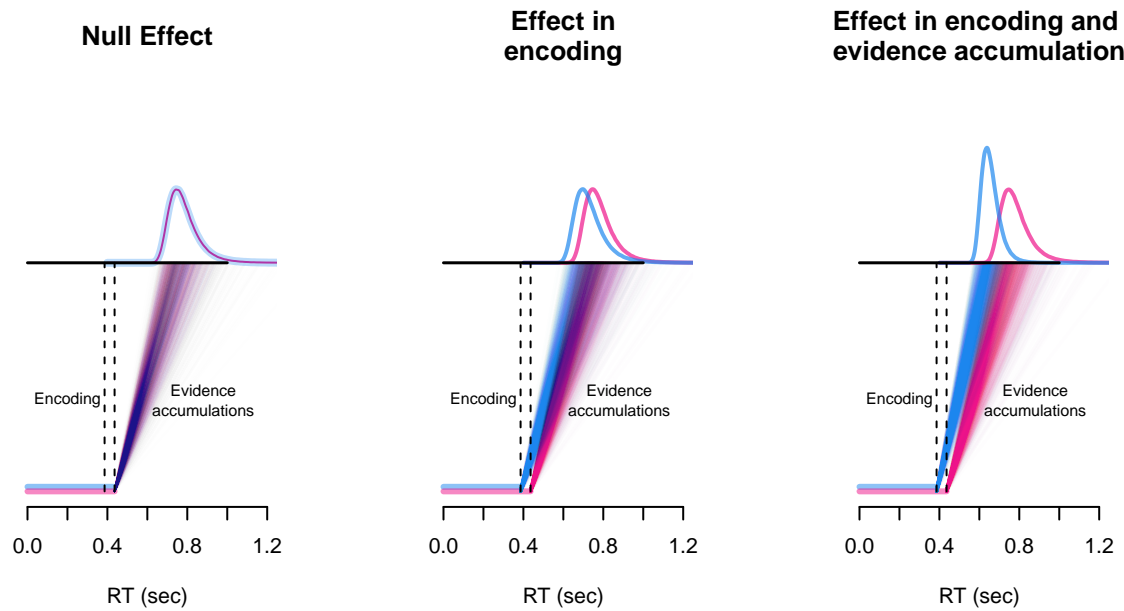 Null Effect
Effect in
encoding
Effect in encoding and
evidence accumulation
Encoding
Evidence
accumulations
Encoding
Evidence
accumulations
Encoding
Evidence
accumulations
0.0 0.4 0.8 1.2
0.0 0.4 0.8 1.2
0.0 0.4 0.8 1.2
RT (sec)
RT (sec)
RT (sec)